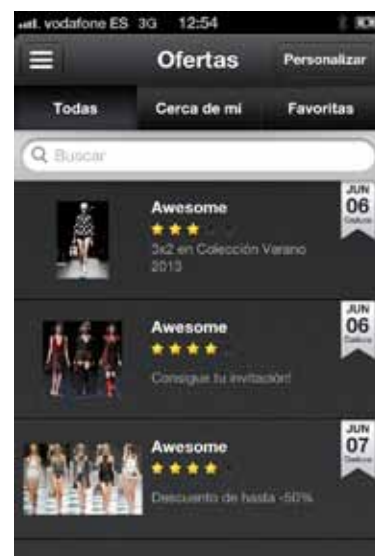 vodafone ES 3G 12:54
Ofertas Personalizar
Todas Cerca de mí Favoritas
Buscar
Awesome
3x2 en Colección Verano
2013
JUN
06
Awesome
Consigue tu invitación!
JUN
06
Awesome
Descuento de hasta -50%
JUN
07